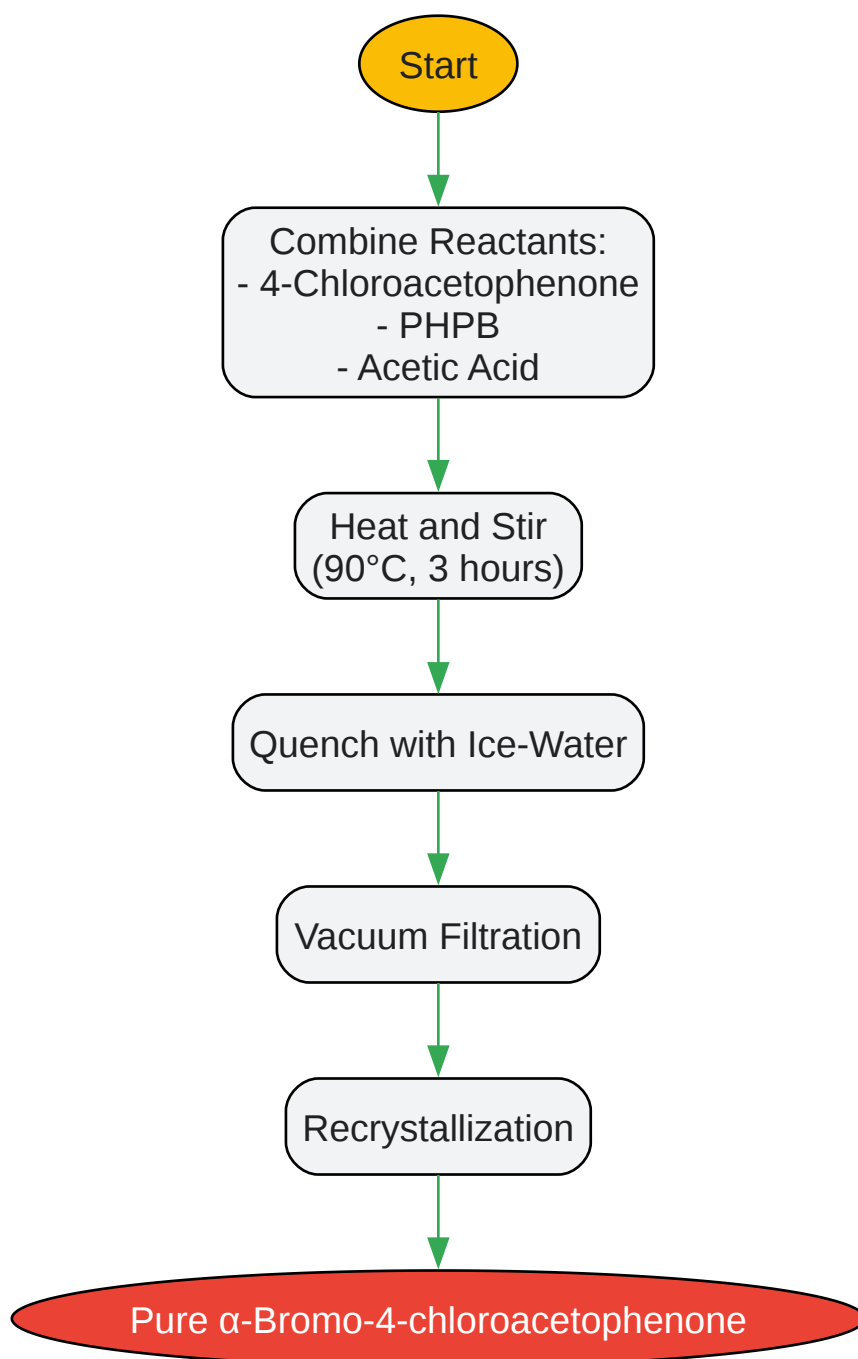 Start
Combine Reactants:
- 4-Chloroacetophenone
- PHPB
- Acetic Acid
Heat and Stir
(90°C, 3 hours)
Quench with Ice-Water
Vacuum Filtration
Recrystallization
Pure α-Bromo-4-chloroacetophenone